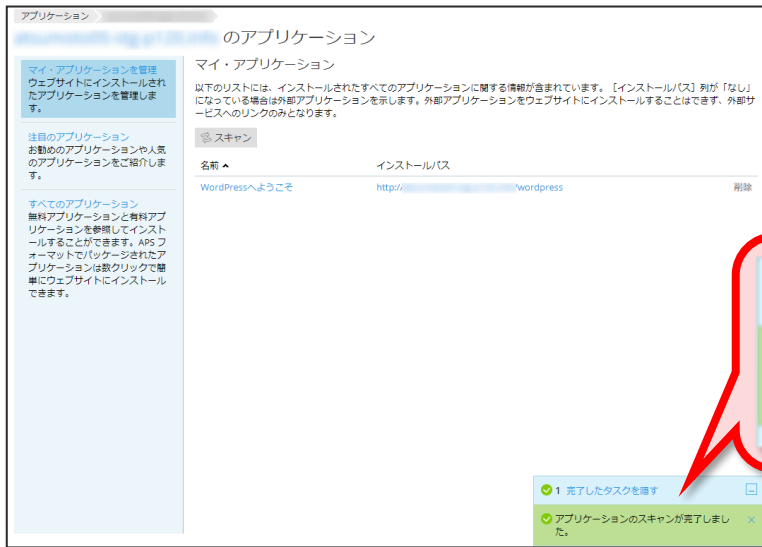 アプリケーション
のアプリケーション
マイ・アプリケーションを管理
ウェブサイトにインストールされ
たアプリケーションを管理しま
す。
注目のアプリケーション
お勧めのアプリケーションや人気
のアプリケーションをご紹介しま
す。
すべてのアプリケーション
無料アプリケーションと有料アプ
リケーションを参照してインスト
ールすることができます。APS フ
ォーマットでパッケージされたア
プリケーションは数クリックで簡
単にウェブサイトにインストール
できます。
マイ・アプリケーション
以下のリストには、インストールされたすべてのアプリケーションに関する情報が含まれています。［インストールパス］列が「なし」
になっている場合は外部アプリケーションを示します。外部アプリケーションをウェブサイトにインストールすることはできず、外部サ
ービスへのリンクのみとなります。
スキャン
名前 インストールパス
WordPressへようこそ http:// /wordpress 削除
1 完了したタスクを隠す
アプリケーションのスキャンが完了しまし
た。